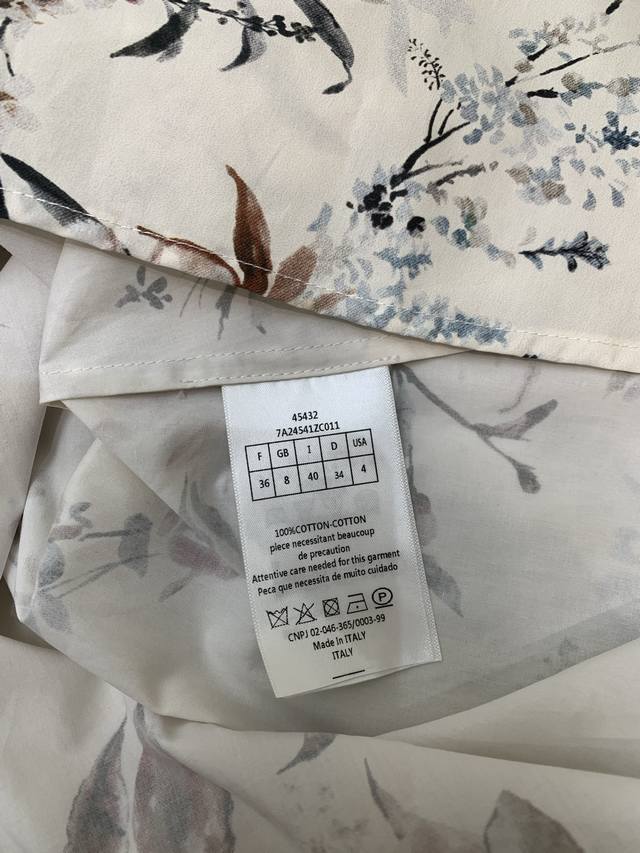 45432
7A24541ZC011
F GB I D USA
36 8 40 34 4
100%COTTON-COTTON
piece necessitant beaucoup
de precaution
Attentive care needed for this garment
Peca que necessita de muito cuidado
P
CNPJ 02-046-365/0003-99
Made In ITALY
ITALY